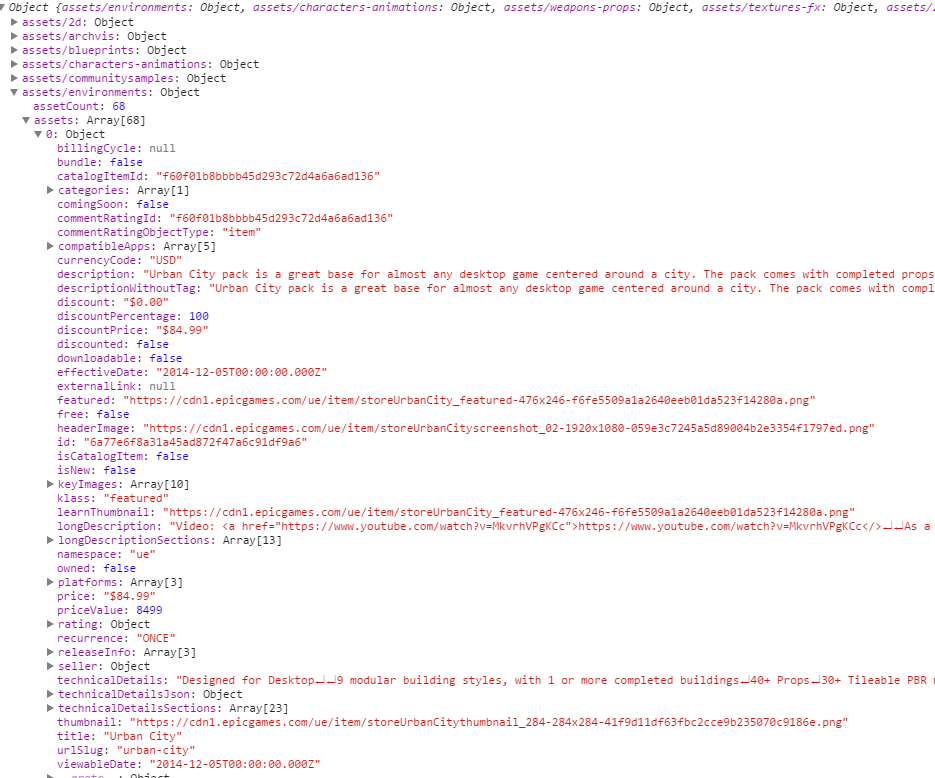 Object {assets/environments: Object, assets/characters-animations: Object, assets/weapons-props: Object, assets/textures-fx: Object, assets/
assets/2d: Object
assets/archvis: Object
assets/blueprints: Object
assets/characters-animations: Object
assets/communitysamples: Object
assets/environments: Object
assetCount: 68
assets: Array[68]
0: Object
billingCycle: null
bundle: false
catalogItemId: "f60f01b8bbbb45d293c72d4a6a6ad136"
categories: Array[1]
comingSoon: false
commentRatingId: "f60f01b8bbbb45d293c72d4a6a6ad136"
commentRatingObjectType: "item"
compatibleApps: Array[5]
currencyCode: "USD"
description: "Urban City pack is a great base for almost any desktop game centered around a city. The pack comes with completed props
descriptionWithoutTag: "Urban City pack is a great base for almost any desktop game centered around a city. The pack comes with compl
discount: "$0.00"
discountPercentage: 100
discountPrice: "$84.99"
discounted: false
downloadable: false
effectiveDate: "2014-12-05T00:00:00.000Z"
externalLink: null
featured: "https://cdn1.epicgames.com/ue/item/storeUrbanCity_featured-476x246-f6fe5509a1a2640eeb01da523f14280a.png"
free: false
headerImage: "https://cdn1.epicgames.com/ue/item/storeUrbanCityscreenshot_02-1920x1080-059e3c7245a5d89004b2e3354f1797ed.png"
id: "6a77e6f8a31a45ad872f47a6c91df9a6"
isCatalogItem: false
isNew: false
keyImages: Array[10]
klass: "featured"
learnThumbnail: "https://cdn1.epicgames.com/ue/item/storeUrbanCity_featured-476x246-f6fe5509a1a2640eeb01da523f14280a.png"
longDescription: "Video: <a href="https://www.youtube.com/watch?v=MkvrhVPgKCc">https://www.youtube.com/watch?v=MkvrhVPgKCc</>↵↵As a
longDescriptionSections: Array[13]
namespace: "ue"
owned: false
platforms: Array[3]
price: "$84.99"
priceValue: 8499
rating: Object
recurrence: "ONCE"
releaseInfo: Array[3]
seller: Object
technicalDetails: "Designed for Desktop↵↵9 modular building styles, with 1 or more completed buildings↵40+ Props↵30+ Tileable PBR
technicalDetailsJson: Object
technicalDetailsSections: Array[23]
thumbnail: "https://cdn1.epicgames.com/ue/item/storeUrbanCitythumbnail_284-284x284-41f9d11df63fbc2cce9b235070c9186e.png"
title: "Urban City"
urlSlug: "urban-city"
viewableDate: "2014-12-05T00:00:00.000Z"
__proto__: Object